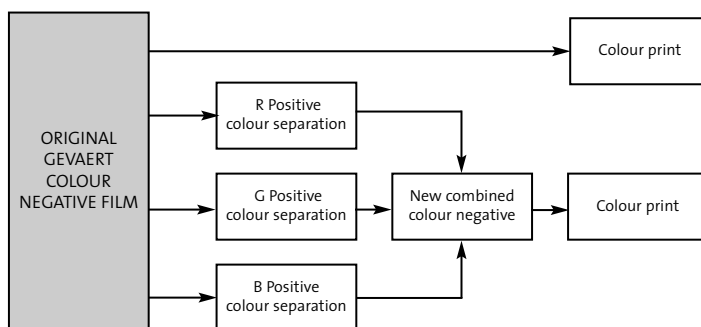 ORIGINAL
GEVAERT
COLOUR
NEGATIVE FILM
Colour print
R Positive
colour separation
G Positive
colour separation
B Positive
colour separation
New combined
colour negative
Colour print